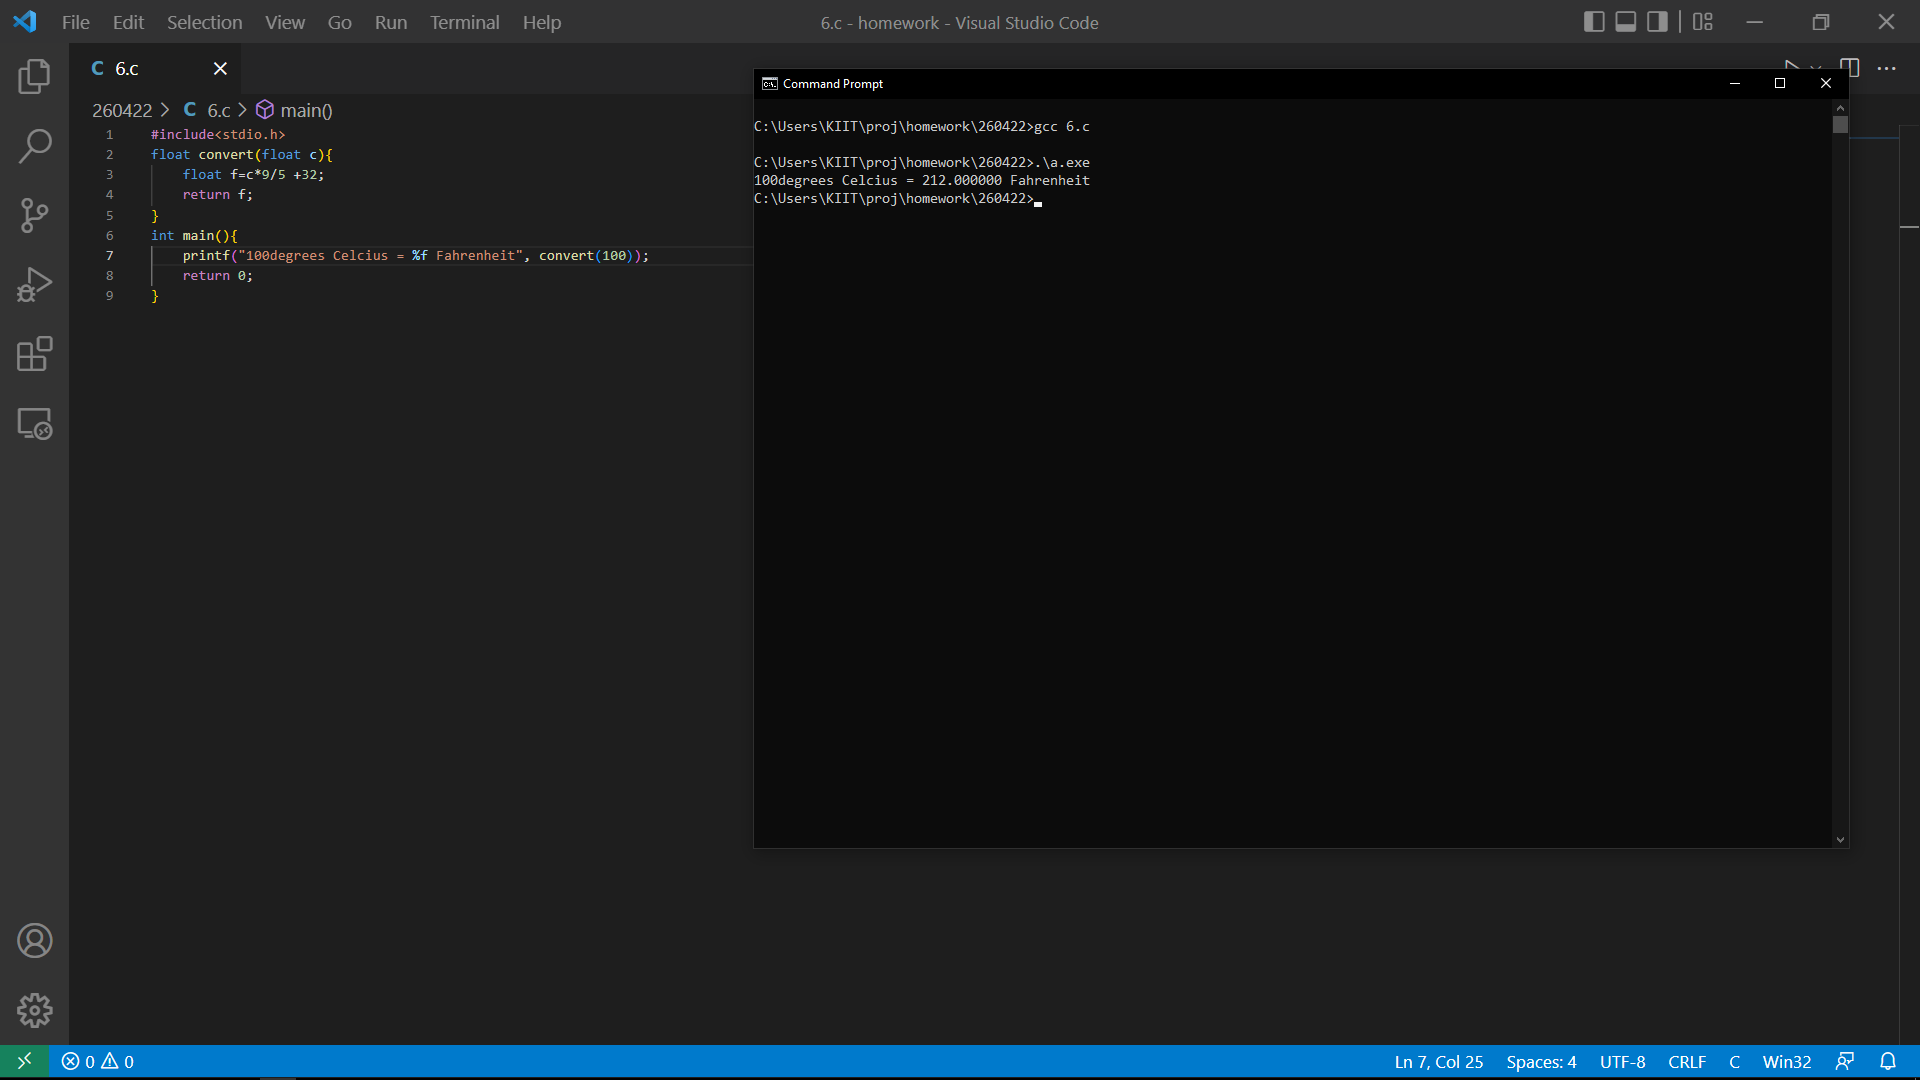 File Edit Selection View Go Run Terminal Help
6.c - homework - Visual Studio Code
C 6.c
260422 > C 6.c > main()
1 #include<stdio.h>
2 float convert(float c){
3 float f=c*9/5 +32;
4 return f;
5 }
6 int main(){
7 printf("100degrees Celcius = %f Fahrenheit", convert(100));
8 return 0;
9 }
Command Prompt
C:\Users\KIIT\proj\homework\260422>gcc 6.c
C:\Users\KIIT\proj\homework\260422>.\a.exe
100degrees Celcius = 212.000000 Fahrenheit
C:\Users\KIIT\proj\homework\260422>
0 0 Ln 7, Col 25 Spaces: 4 UTF-8 CRLF C Win32